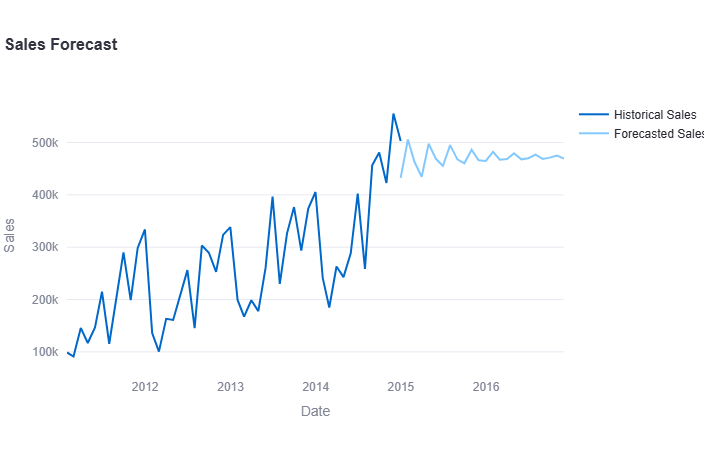 Sales Forecast
Historical Sales
Forecasted Sales
500k
400k
300k
200k
100k
Sales
2012 2013 2014 2015 2016
Date